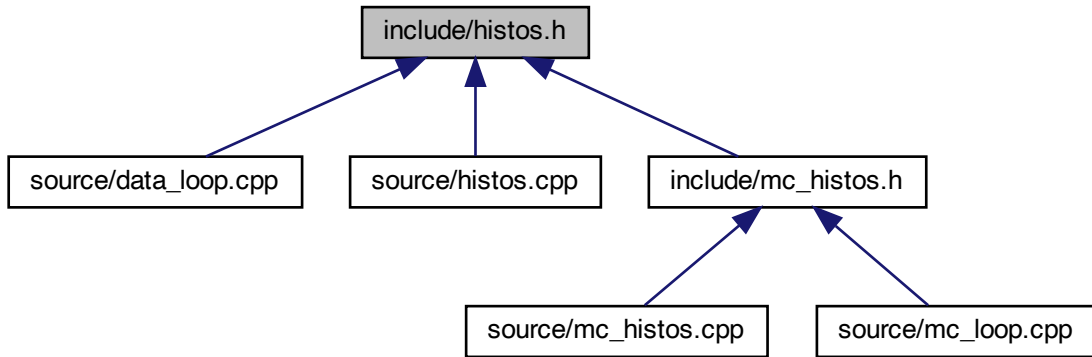 include/histos.h
source/data_loop.cpp
source/histos.cpp
include/mc_histos.h
source/mc_histos.cpp
source/mc_loop.cpp